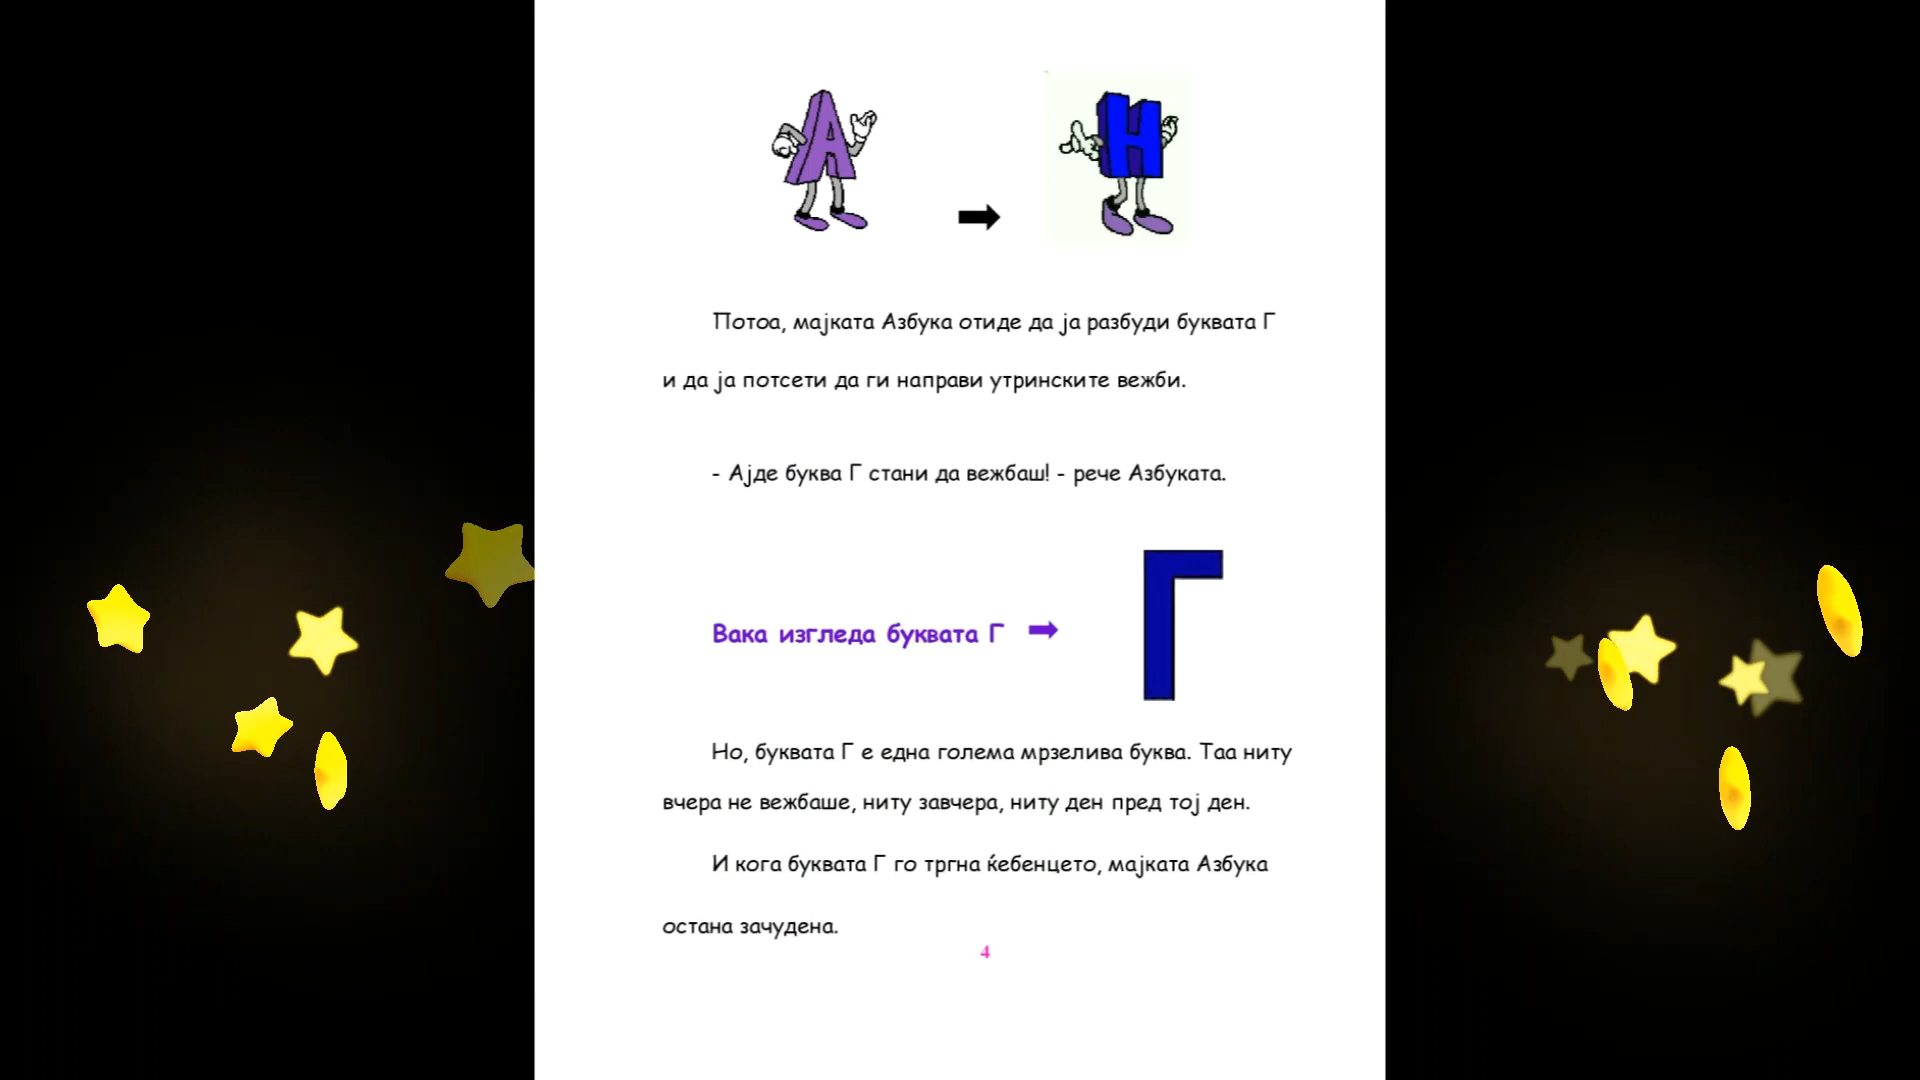 А Н
Потоа, мајката Азбука отиде да ја разбуди буквата Г
и да ја потсети да ги направи утринските вежби.
- Ајде буква Г стани да вежбаш! - рече Азбуката.
Г
Вака изгледа буквата Г
Но, буквата Г е една голема мрзелива буква. Таа ниту
вчера не вежбаше, ниту завчера, ниту ден пред тој ден.
И кога буквата Г го тргна ќебенцето, мајката Азбука
остана зачудена.
4